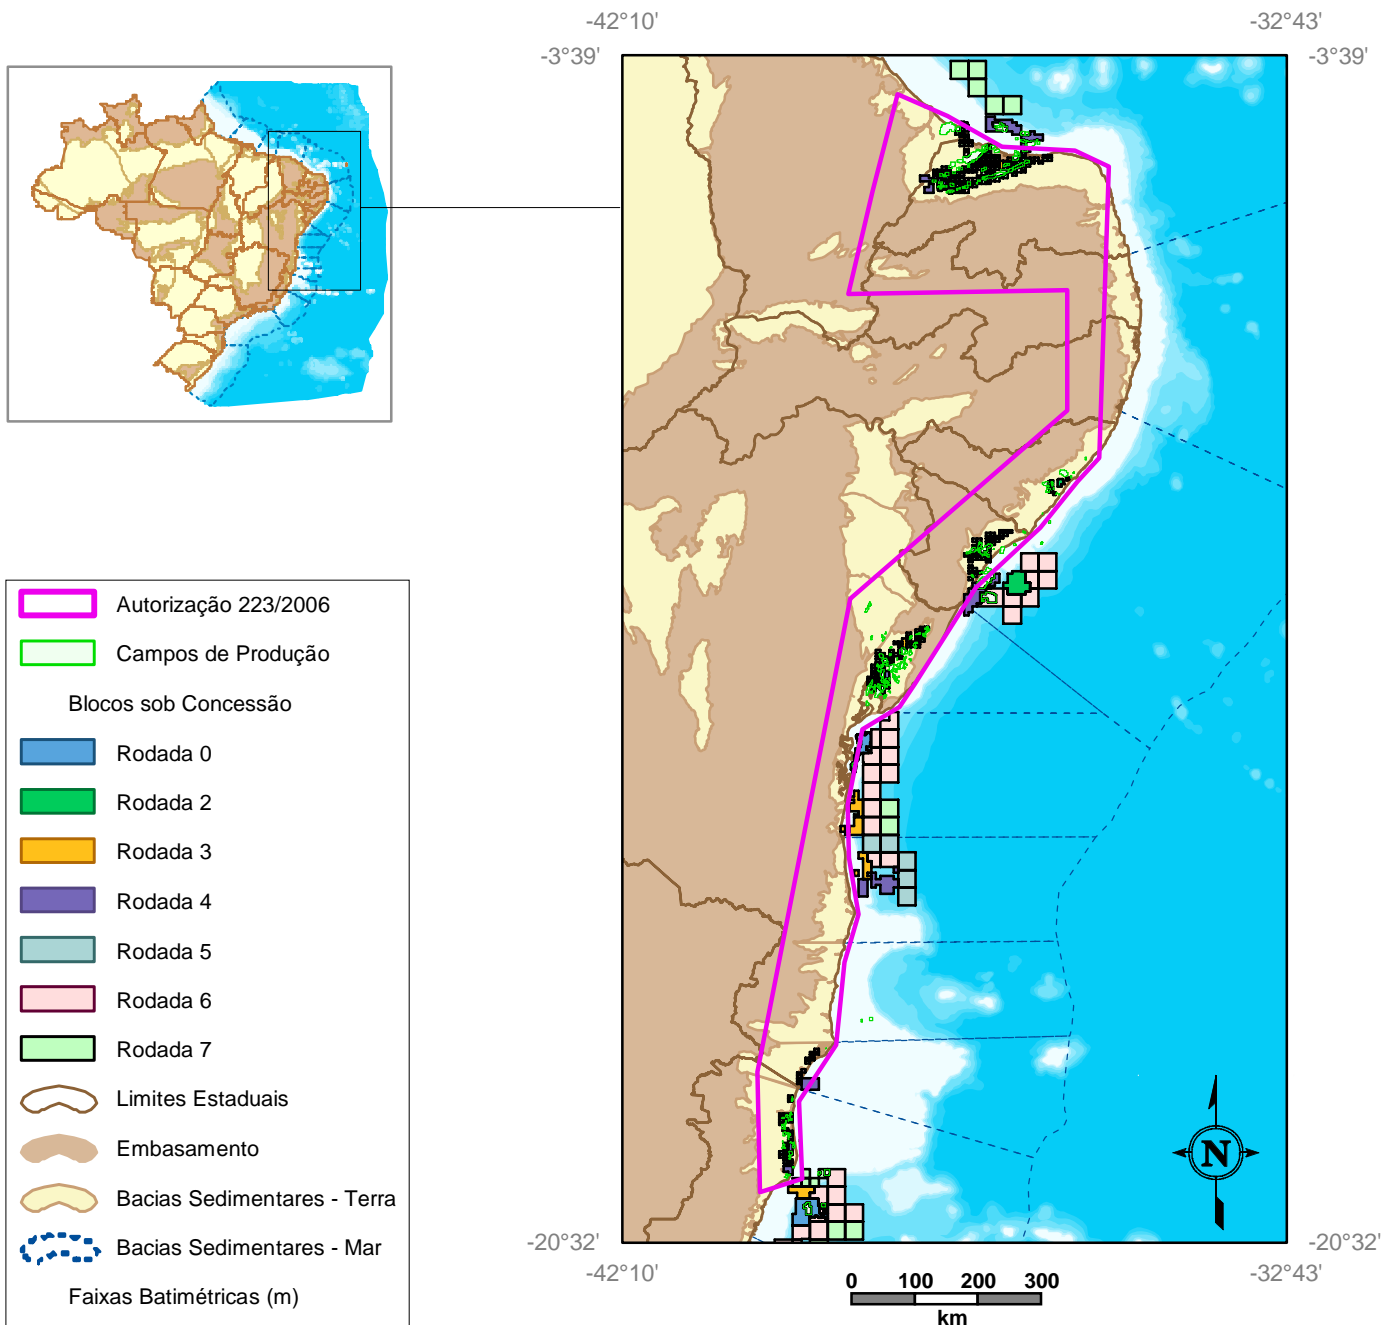 -42°10'
-32°43'
-3°39'
-3°39'
Autorização 223/2006
Campos de Produção
Blocos sob Concessão
Rodada 0
Rodada 2
Rodada 3
Rodada 4
Rodada 5
Rodada 6
Rodada 7
Limites Estaduais
Embasamento
Bacias Sedimentares - Terra
Bacias Sedimentares - Mar
Faixas Batimétricas (m)
N
-20°32'
-20°32'
-42°10'
-32°43'
0 100 200 300
km